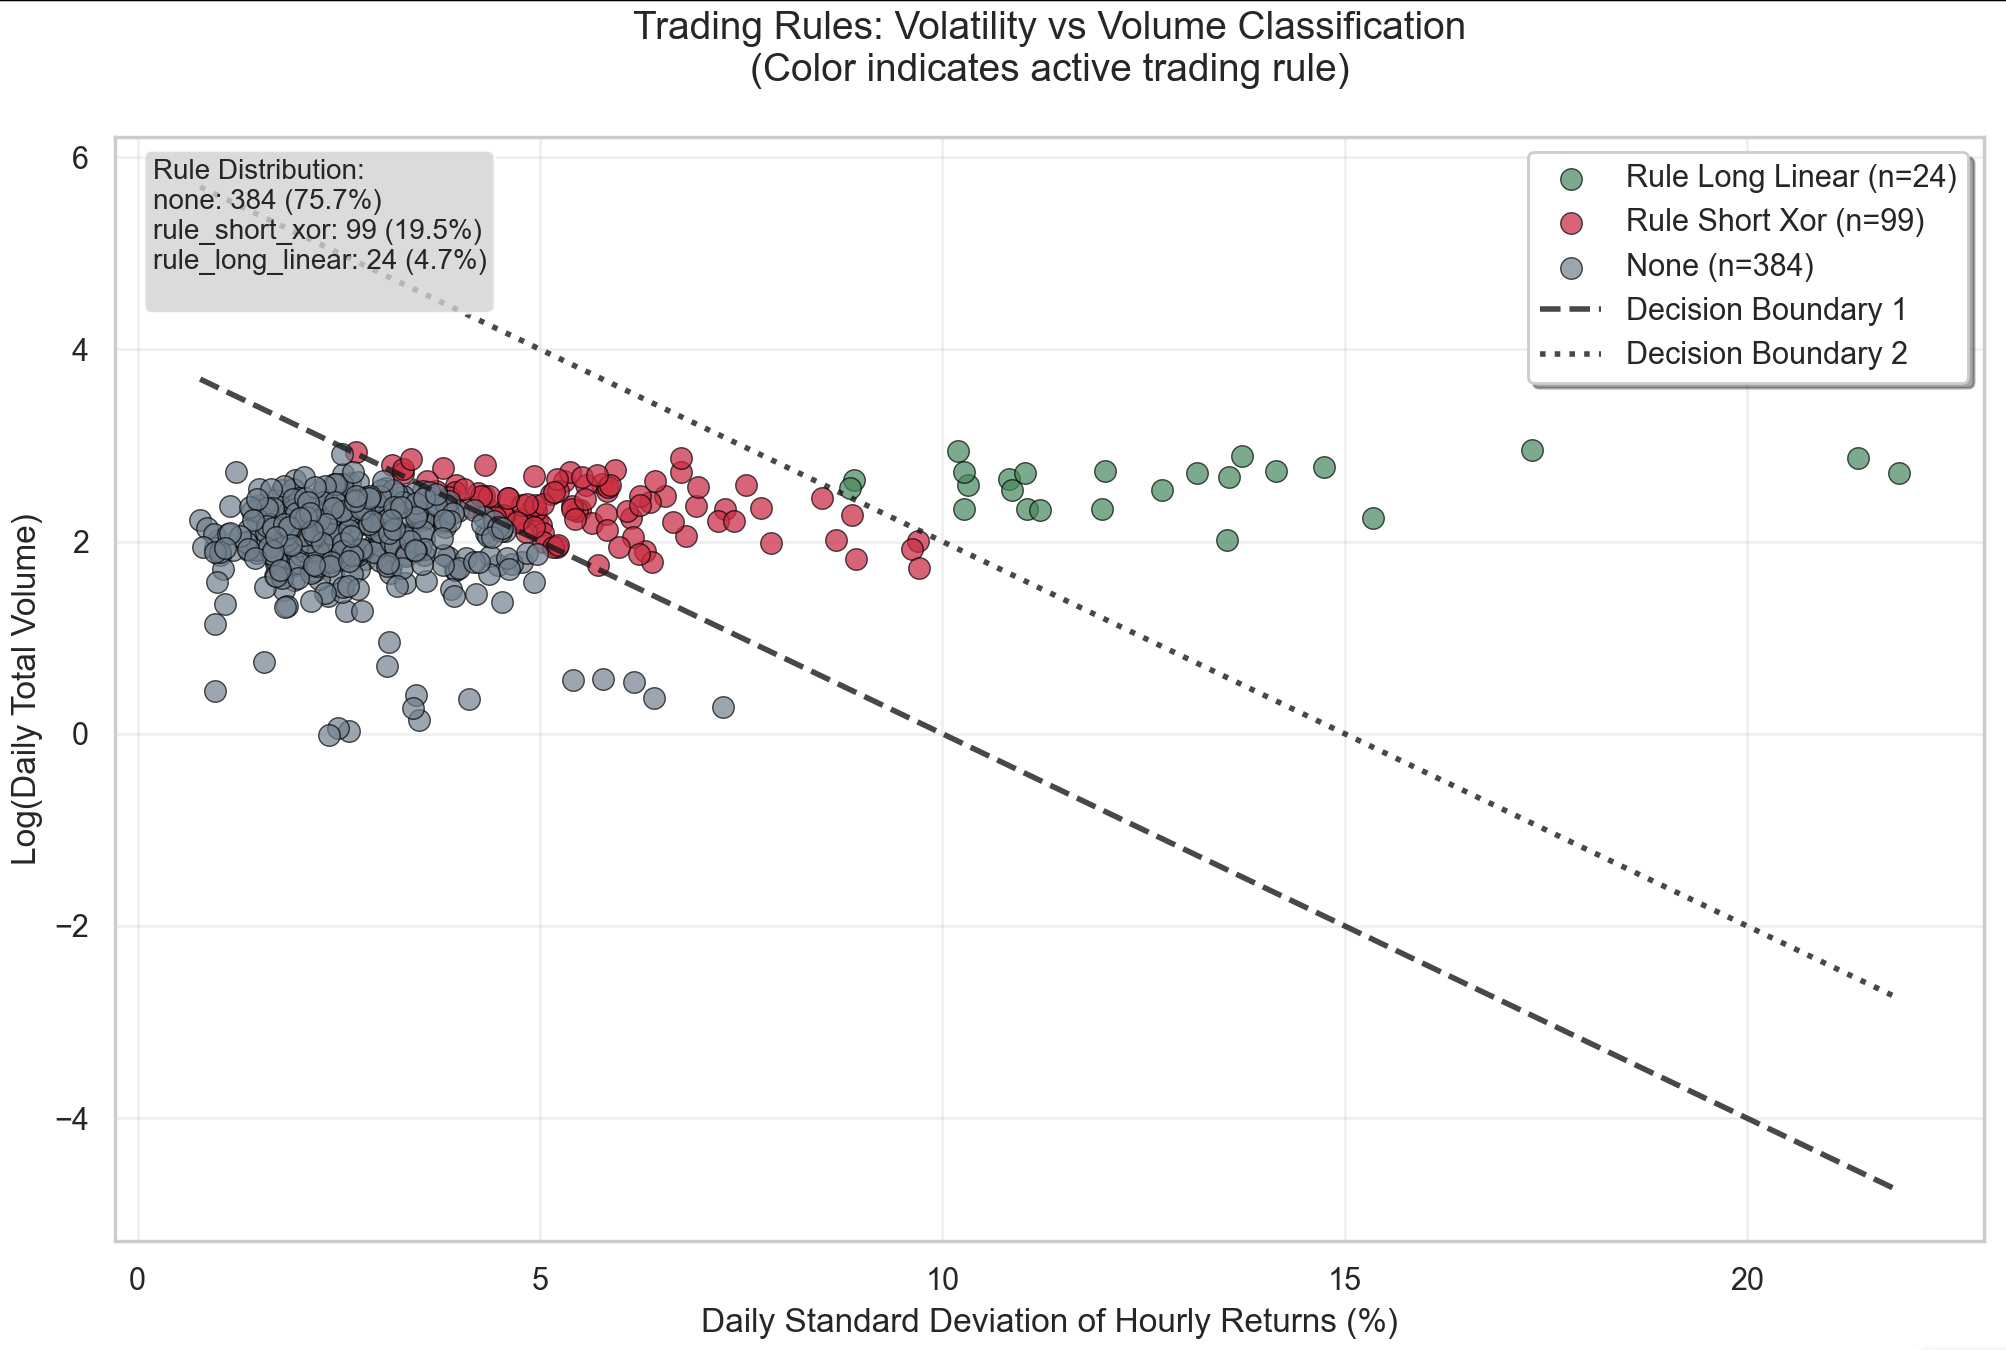 Trading Rules: Volatility vs Volume Classification
(Color indicates active trading rule)
Rule Distribution:
none: 384 (75.7%)
rule_short_xor: 99 (19.5%)
rule_long_linear: 24 (4.7%)
Rule Long Linear (n=24)
Rule Short Xor (n=99)
None (n=384)
Decision Boundary 1
Decision Boundary 2
Log(Daily Total Volume)
6
4
2
0
−2
−4
0 5 10 15 20
Daily Standard Deviation of Hourly Returns (%)